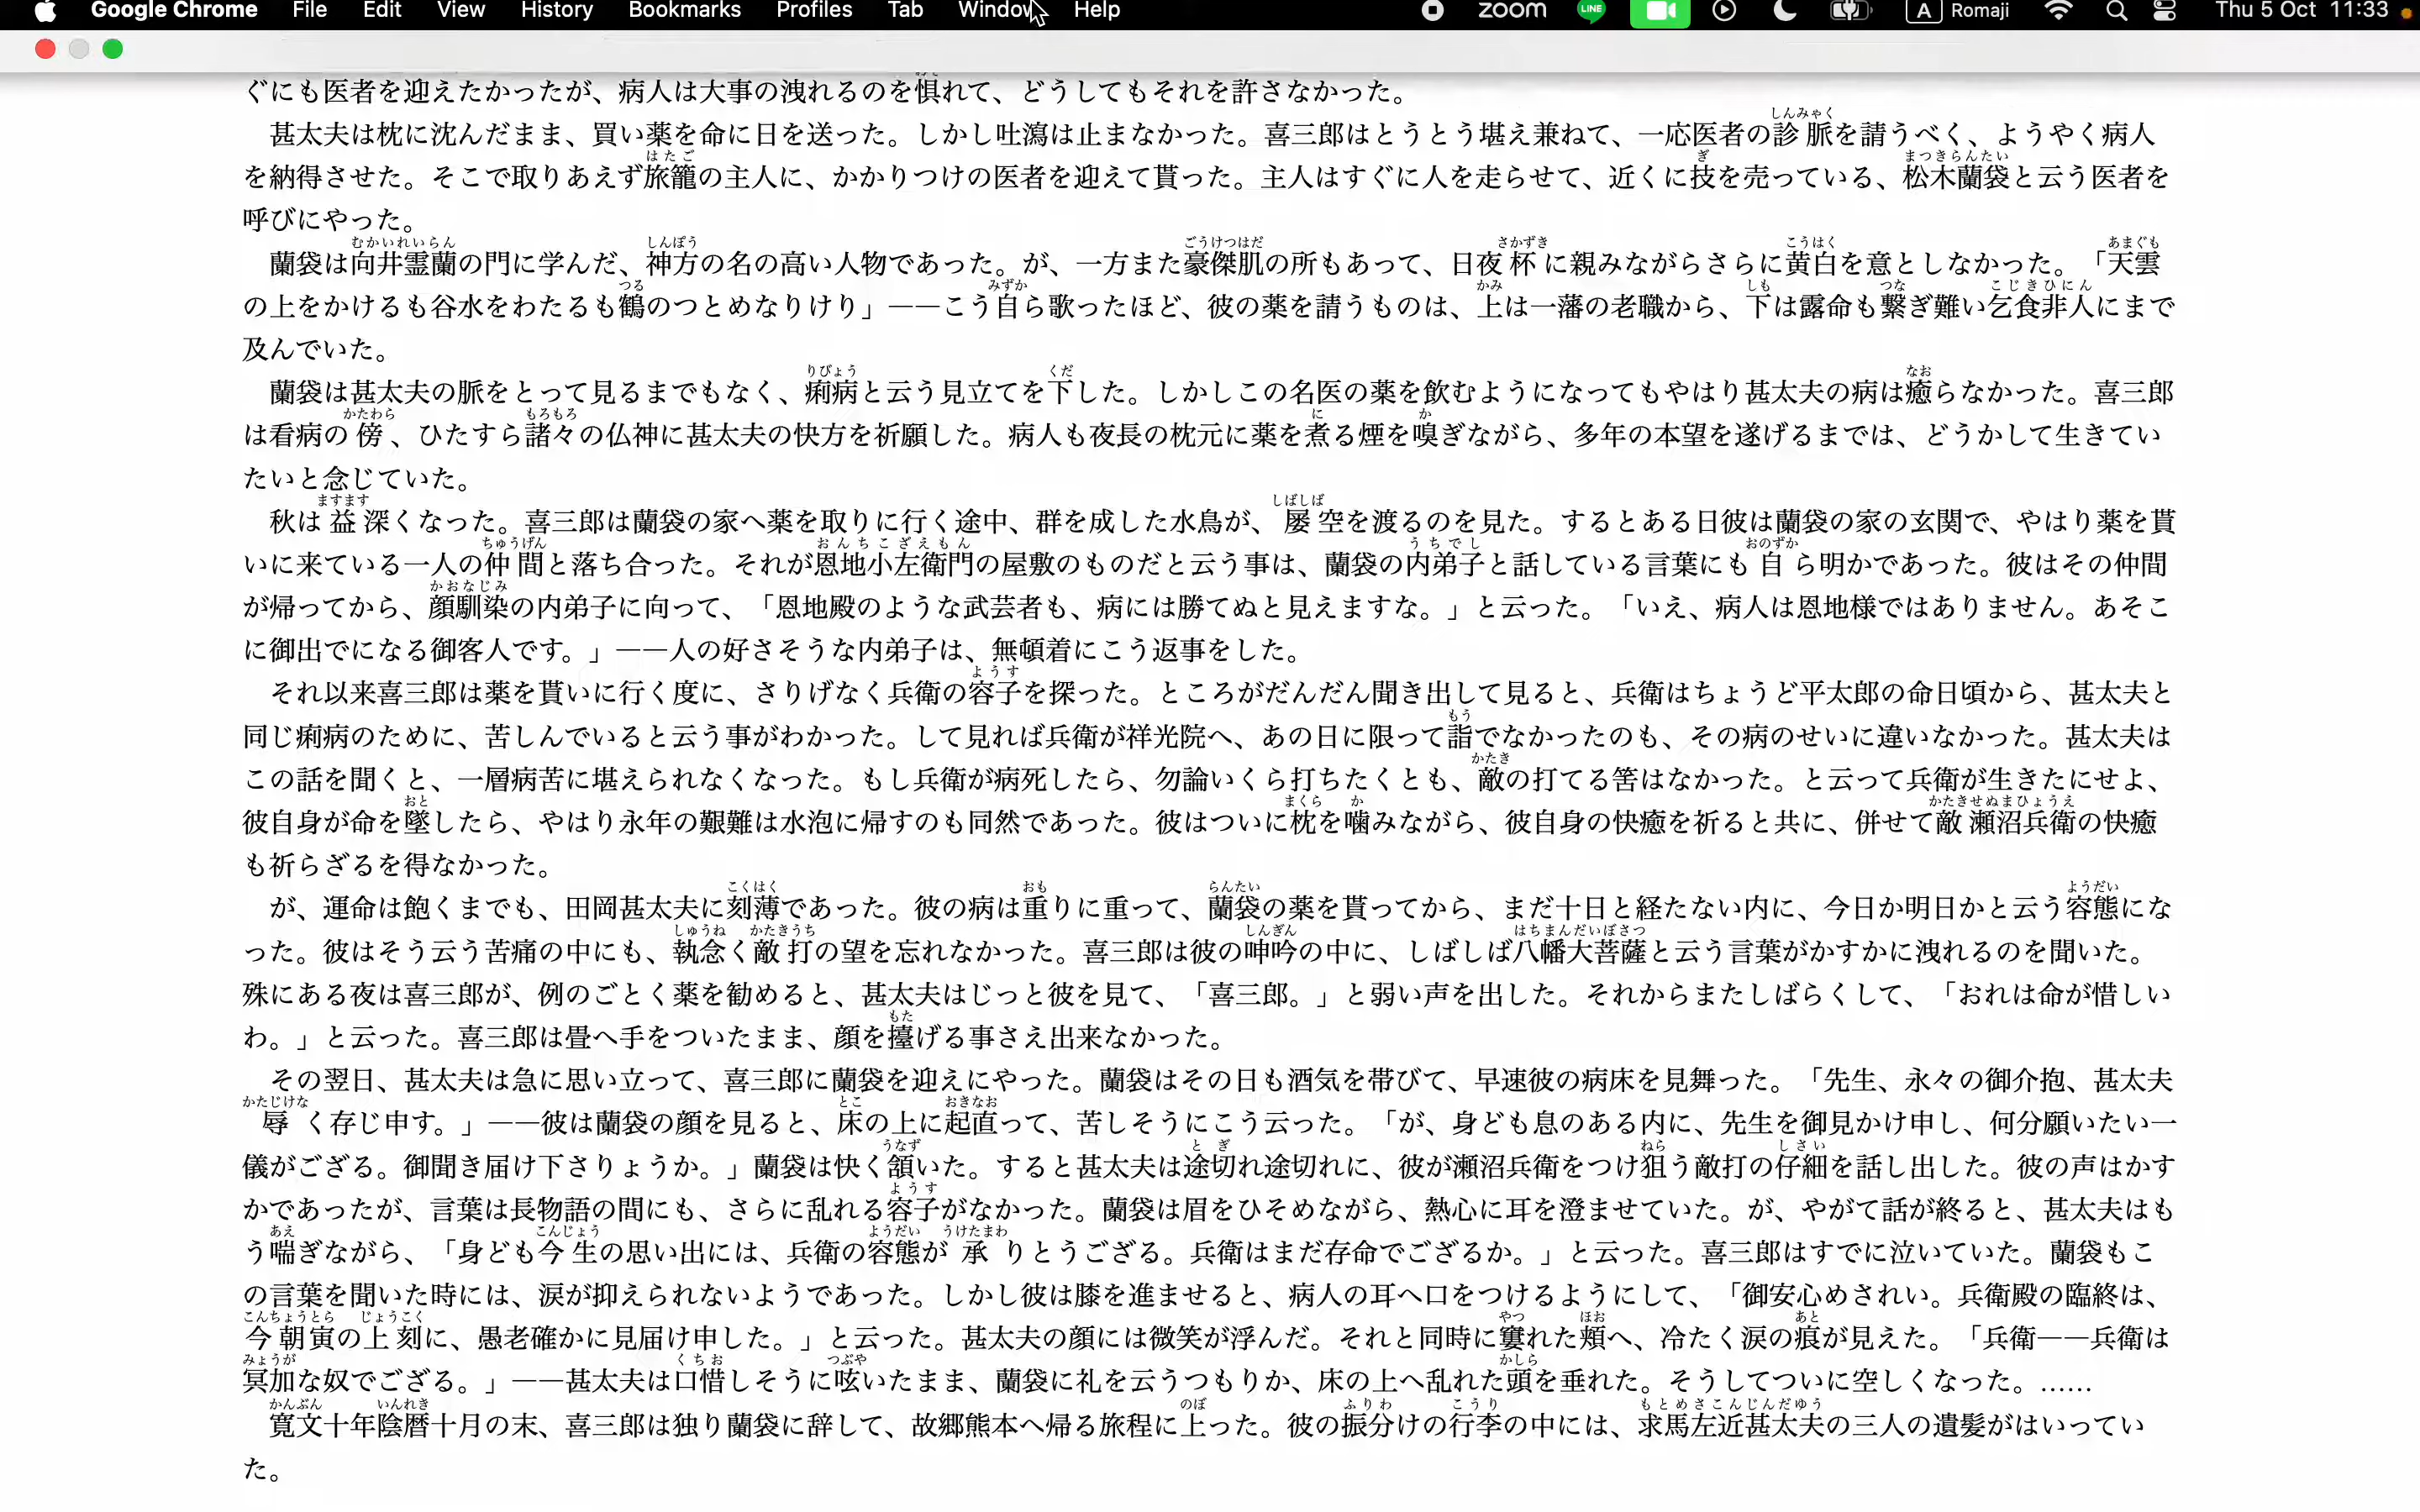 Google Chrome File Edit View History Bookmarks Profiles Tab Window Help zoom LINE A Romaji Thu 5 Oct 11:33
ぐにも医者を迎えたかったが、病人は大事の洩れるのを惧れて、どうしてもそれを許さなかった。
甚太夫は枕に沈んだまま、買い薬を命に日を送った。しかし吐瀉は止まなかった。喜三郎はとうとう堪え兼ねて、一応医者の診脈を請うべく、ようやく病人
を納得させた。そこで取りあえず旅籠の主人に、かかりつけの医者を迎えて貰った。主人はすぐに人を走らせて、近くに技を売っている、松木蘭袋と云う医者を
呼びにやった。
蘭袋は向井霊蘭の門に学んだ、神方の名の高い人物であった。が、一方また豪傑肌の所もあって、日夜杯に親みながらさらに黄白を意としなかった。「天雲
の上をかけるも谷水をわたるも鶴のつとめなりけり」――こう自ら歌ったほど、彼の薬を請うものは、上は一藩の老職から、下は露命も繋ぎ難い乞食非人にまで
及んでいた。
蘭袋は甚太夫の脈をとって見るまでもなく、痢病と云う見立てを下した。しかしこの名医の薬を飲むようになってもやはり甚太夫の病は癒らなかった。喜三郎
は看病の傍、ひたすら諸々の仏神に甚太夫の快方を祈願した。病人も夜長の枕元に薬を煮る煙を嗅ぎながら、多年の本望を遂げるまでは、どうかして生きてい
たいと念じていた。
秋は益深くなった。喜三郎は蘭袋の家へ薬を取りに行く途中、群を成した水鳥が、屡空を渡るのを見た。するとある日彼は蘭袋の家の玄関で、やはり薬を貰
いに来ている一人の仲間と落ち合った。それが恩地小左衛門の屋敷のものだと云う事は、蘭袋の内弟子と話している言葉にも自ら明かであった。彼はその仲間
が帰ってから、顔馴染の内弟子に向って、「恩地殿のような武芸者も、病には勝てぬと見えますな。」と云った。「いえ、病人は恩地様ではありません。あそこ
に御出でになる御客人です。」――人の好さそうな内弟子は、無頓着にこう返事をした。
それ以来喜三郎は薬を貰いに行く度に、さりげなく兵衛の容子を探った。ところがだんだん聞き出して見ると、兵衛はちょうど平太郎の命日頃から、甚太夫と
同じ痢病のために、苦しんでいると云う事がわかった。して見れば兵衛が祥光院へ、あの日に限って詣でなかったのも、その病のせいに違いなかった。甚太夫は
この話を聞くと、一層病苦に堪えられなくなった。もし兵衛が病死したら、勿論いくら打ちたくとも、敵の打てる筈はなかった。と云って兵衛が生きたにせよ、
彼自身が命を墜したら、やはり永年の艱難は水泡に帰すのも同然であった。彼はついに枕を噛みながら、彼自身の快癒を祈ると共に、併せて敵瀬沼兵衛の快癒
も祈らざるを得なかった。
が、運命は飽くまでも、田岡甚太夫に刻薄であった。彼の病は重りに重って、蘭袋の薬を貰ってから、まだ十日と経たない内に、今日か明日かと云う容態にな
った。彼はそう云う苦痛の中にも、執念く敵打の望を忘れなかった。喜三郎は彼の呻吟の中に、しばしば八幡大菩薩と云う言葉がかすかに洩れるのを聞いた。
殊にある夜は喜三郎が、例のごとく薬を勧めると、甚太夫はじっと彼を見て、「喜三郎。」と弱い声を出した。それからまたしばらくして、「おれは命が惜しい
わ。」と云った。喜三郎は畳へ手をついたまま、顔を擡げる事さえ出来なかった。
その翌日、甚太夫は急に思い立って、喜三郎に蘭袋を迎えにやった。蘭袋はその日も酒気を帯びて、早速彼の病床を見舞った。「先生、永々の御介抱、甚太夫
辱く存じ申す。」――彼は蘭袋の顔を見ると、床の上に起直って、苦しそうにこう云った。「が、身ども息のある内に、先生を御見かけ申し、何分願いたい一
儀がござる。御聞き届け下さりょうか。」蘭袋は快く頷いた。すると甚太夫は途切れ途切れに、彼が瀬沼兵衛をつけ狙う敵打の仔細を話し出した。彼の声はかす
かであったが、言葉は長物語の間にも、さらに乱れる容子がなかった。蘭袋は眉をひそめながら、熱心に耳を澄ませていた。が、やがて話が終ると、甚太夫はも
う喘ぎながら、「身ども今生の思い出には、兵衛の容態が承りとうござる。兵衛はまだ存命でござるか。」と云った。喜三郎はすでに泣いていた。蘭袋もこ
の言葉を聞いた時には、涙が抑えられないようであった。しかし彼は膝を進ませると、病人の耳へ口をつけるようにして、「御安心めされい。兵衛殿の臨終は、
今朝寅の上刻に、愚老確かに見届け申した。」と云った。甚太夫の顔には微笑が浮んだ。それと同時に窶れた頬へ、冷たく涙の痕が見えた。「兵衛――兵衛は
冥加な奴でござる。」――甚太夫は口惜しそうに呟いたまま、蘭袋に礼を云うつもりか、床の上へ乱れた頭を垂れた。そうしてついに空しくなった。……
寛文十年陰暦十月の末、喜三郎は独り蘭袋に辞して、故郷熊本へ帰る旅程に上った。彼の振分けの行李の中には、求馬左近甚太夫の三人の遺髪がはいってい
た。